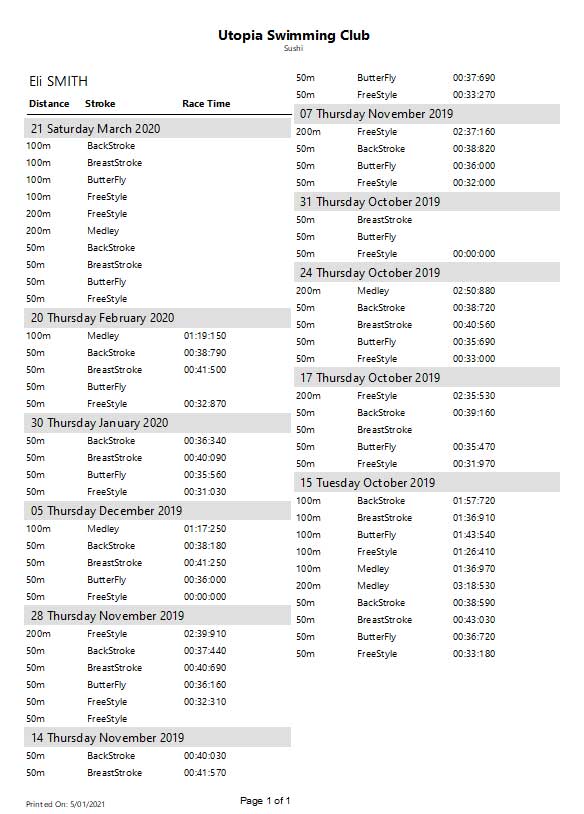 Utopia Swimming Club
Sushi
Eli SMITH
Distance Stroke Race Time
21 Saturday March 2020
100m BackStroke
100m BreastStroke
100m ButterFly
100m FreeStyle
200m FreeStyle
200m Medley
50m BackStroke
50m BreastStroke
50m ButterFly
50m FreeStyle
20 Thursday February 2020
100m Medley 01:19:150
50m BackStroke 00:38:790
50m BreastStroke 00:41:500
50m ButterFly
50m FreeStyle 00:32:870
30 Thursday January 2020
50m BackStroke 00:36:340
50m BreastStroke 00:40:090
50m ButterFly 00:35:560
50m FreeStyle 00:31:030
05 Thursday December 2019
100m Medley 01:17:250
50m BackStroke 00:38:180
50m BreastStroke 00:41:250
50m ButterFly 00:36:000
50m FreeStyle 00:00:000
28 Thursday November 2019
200m FreeStyle 02:39:910
50m BackStroke 00:37:440
50m BreastStroke 00:40:690
50m ButterFly 00:36:160
50m FreeStyle 00:32:310
50m FreeStyle
14 Thursday November 2019
50m BackStroke 00:40:030
50m BreastStroke 00:41:570
50m ButterFly 00:37:690
50m FreeStyle 00:33:270
07 Thursday November 2019
200m FreeStyle 02:37:160
50m BackStroke 00:38:820
50m ButterFly 00:36:000
50m FreeStyle 00:32:000
31 Thursday October 2019
50m BreastStroke
50m ButterFly
50m FreeStyle 00:00:000
24 Thursday October 2019
200m Medley 02:50:880
50m BackStroke 00:38:720
50m BreastStroke 00:40:560
50m ButterFly 00:35:690
50m FreeStyle 00:33:000
17 Thursday October 2019
200m FreeStyle 02:35:530
50m BackStroke 00:39:160
50m BreastStroke
50m ButterFly 00:35:470
50m FreeStyle 00:31:970
15 Tuesday October 2019
100m BackStroke 01:57:720
100m BreastStroke 01:36:910
100m ButterFly 01:43:540
100m FreeStyle 01:26:410
100m Medley 01:36:970
200m Medley 03:18:530
50m BackStroke 00:38:590
50m BreastStroke 00:43:030
50m ButterFly 00:36:720
50m FreeStyle 00:33:180
Printed On: 5/01/2021
Page 1 of 1